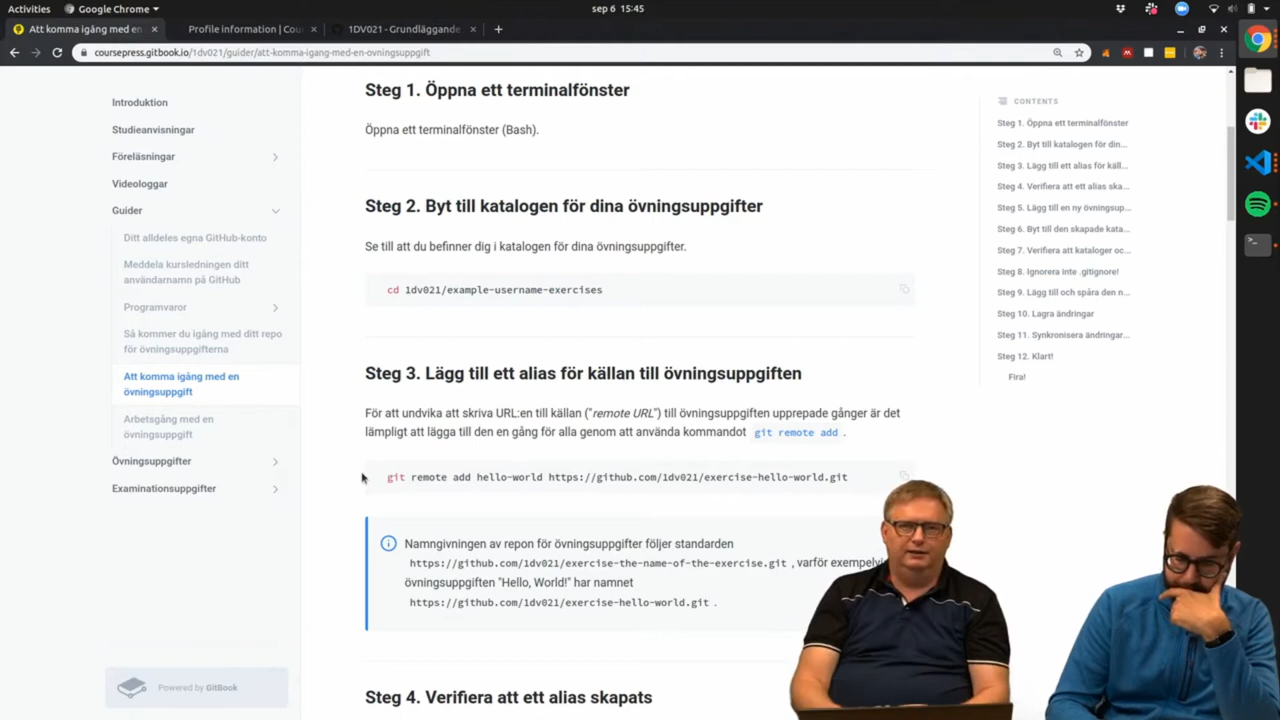 Activities
Google Chrome
sep 6 15:45
Att komma igång med en
Profile information | Cou
1DV021 - Grundläggande
coursepress.gitbook.io/1dv021/guider/att-komma-igang-med-en-ovningsuppgift
Introduktion
Studieanvisningar
Föreläsningar
Videologgar
Guider
Ditt alldeles egna GitHub-konto
Meddela kursledningen ditt
användarnamn på GitHub
Programvaror
Så kommer du igång med ditt repo
för övningsuppgifterna
Att komma igång med en
övningsuppgift
Arbetsgång med en
övningsuppgift
Övningsuppgifter
Examinationsuppgifter
Powered by GitBook
Steg 1. Öppna ett terminalfönster
Öppna ett terminalfönster (Bash).
Steg 2. Byt till katalogen för dina övningsuppgifter
Se till att du befinner dig i katalogen för dina övningsuppgifter.
cd 1dv021/example-username-exercises
Steg 3. Lägg till ett alias för källan till övningsuppgiften
För att undvika att skriva URL:en till källan ("remote URL") till övningsuppgiften upprepade gånger är det
lämpligt att lägga till den en gång för alla genom att använda kommandot git remote add .
git remote add hello-world https://github.com/1dv021/exercise-hello-world.git
Namngivningen av repon för övningsuppgifter följer standarden
https://github.com/1dv021/exercise-the-name-of-the-exercise.git , varför exempelvi
övningsuppgiften "Hello, World!" har namnet
https://github.com/1dv021/exercise-hello-world.git .
Steg 4. Verifiera att ett alias skapats
CONTENTS
Steg 1. Öppna ett terminalfönster
Steg 2. Byt till katalogen för din...
Steg 3. Lägg till ett alias för käll...
Steg 4. Verifiera att ett alias ska...
Steg 5. Lägg till en ny övningsup...
Steg 6. Byt till den skapade kata...
Steg 7. Verifiera att kataloger oc...
Steg 8. Ignorera inte .gitignore!
Steg 9. Lägg till och spåra den n...
Steg 10. Lagra ändringar
Steg 11. Synkronisera ändringar...
Steg 12. Klart!
Fira!